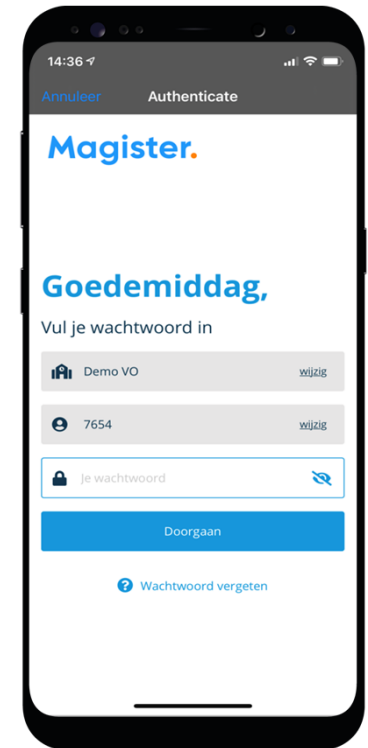 14:36
Annuleer Authenticate
Magister.
Goedemiddag,
Vul je wachtwoord in
Demo VO wijzig
7654 wijzig
Je wachtwoord
Doorgaan
? Wachtwoord vergeten